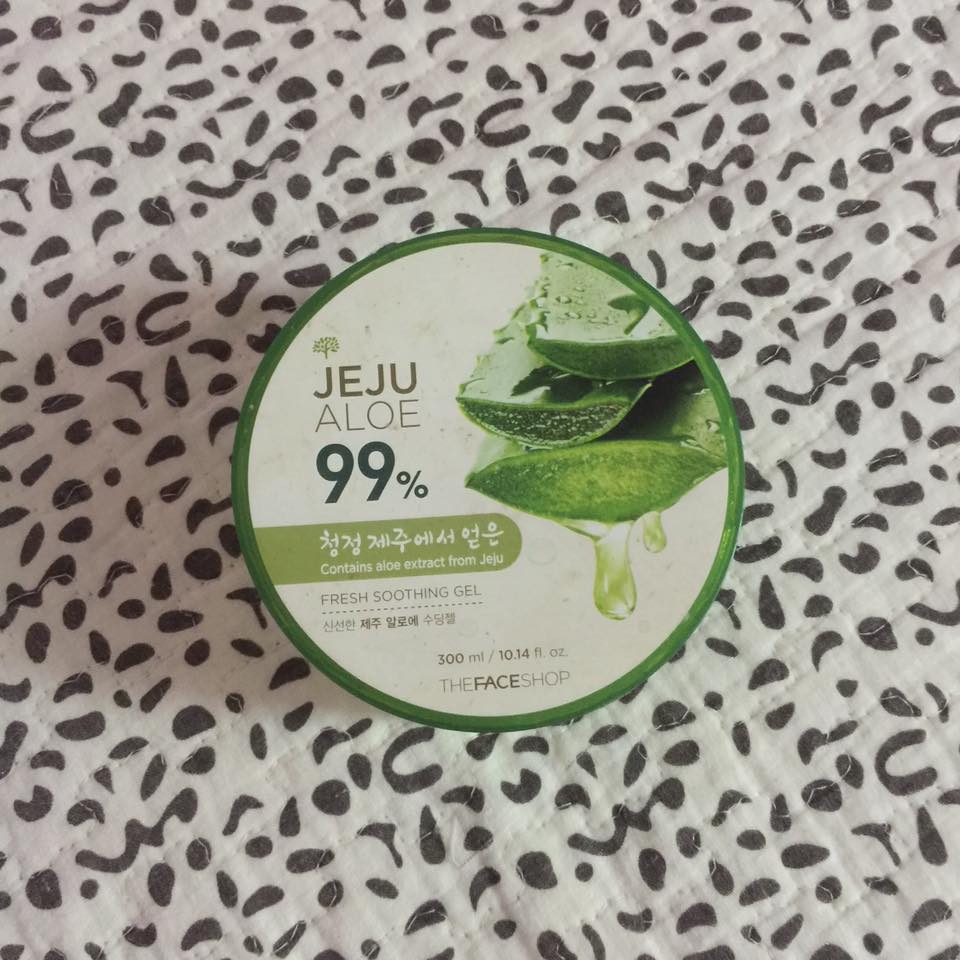 JEJU
ALOE
99%
청정 제주에서 얻은
Contains aloe extract from Jeju
FRESH SOOTHING GEL
신선한 제주 알로에 수딩젤
300 ml / 10.14 fl. oz.
THEFACESHOP